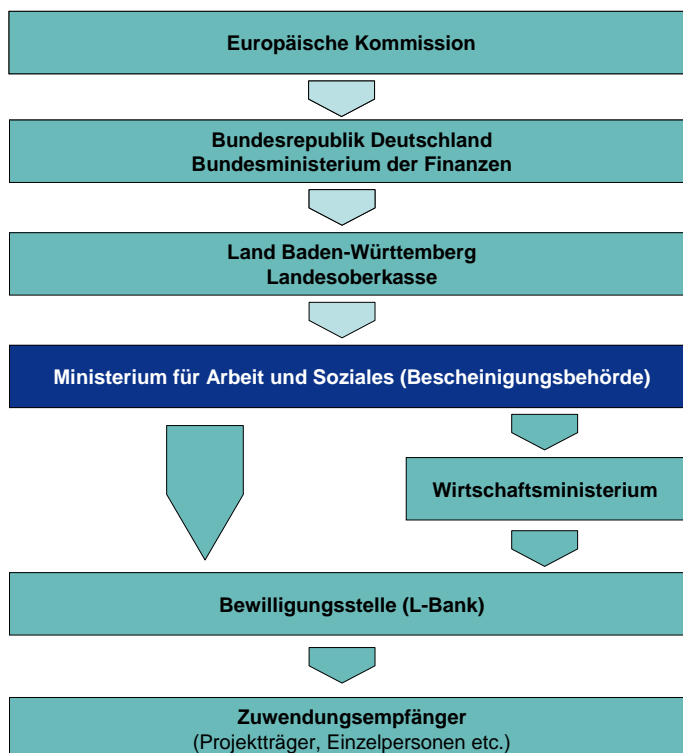 Europäische Kommission
Bundesrepublik Deutschland
Bundesministerium der Finanzen
Land Baden-Württemberg
Landesoberkasse
Ministerium für Arbeit und Soziales (Bescheinigungsbehörde)
Wirtschaftsministerium
Bewilligungsstelle (L-Bank)
Zuwendungsempfänger
(Projektträger, Einzelpersonen etc.)